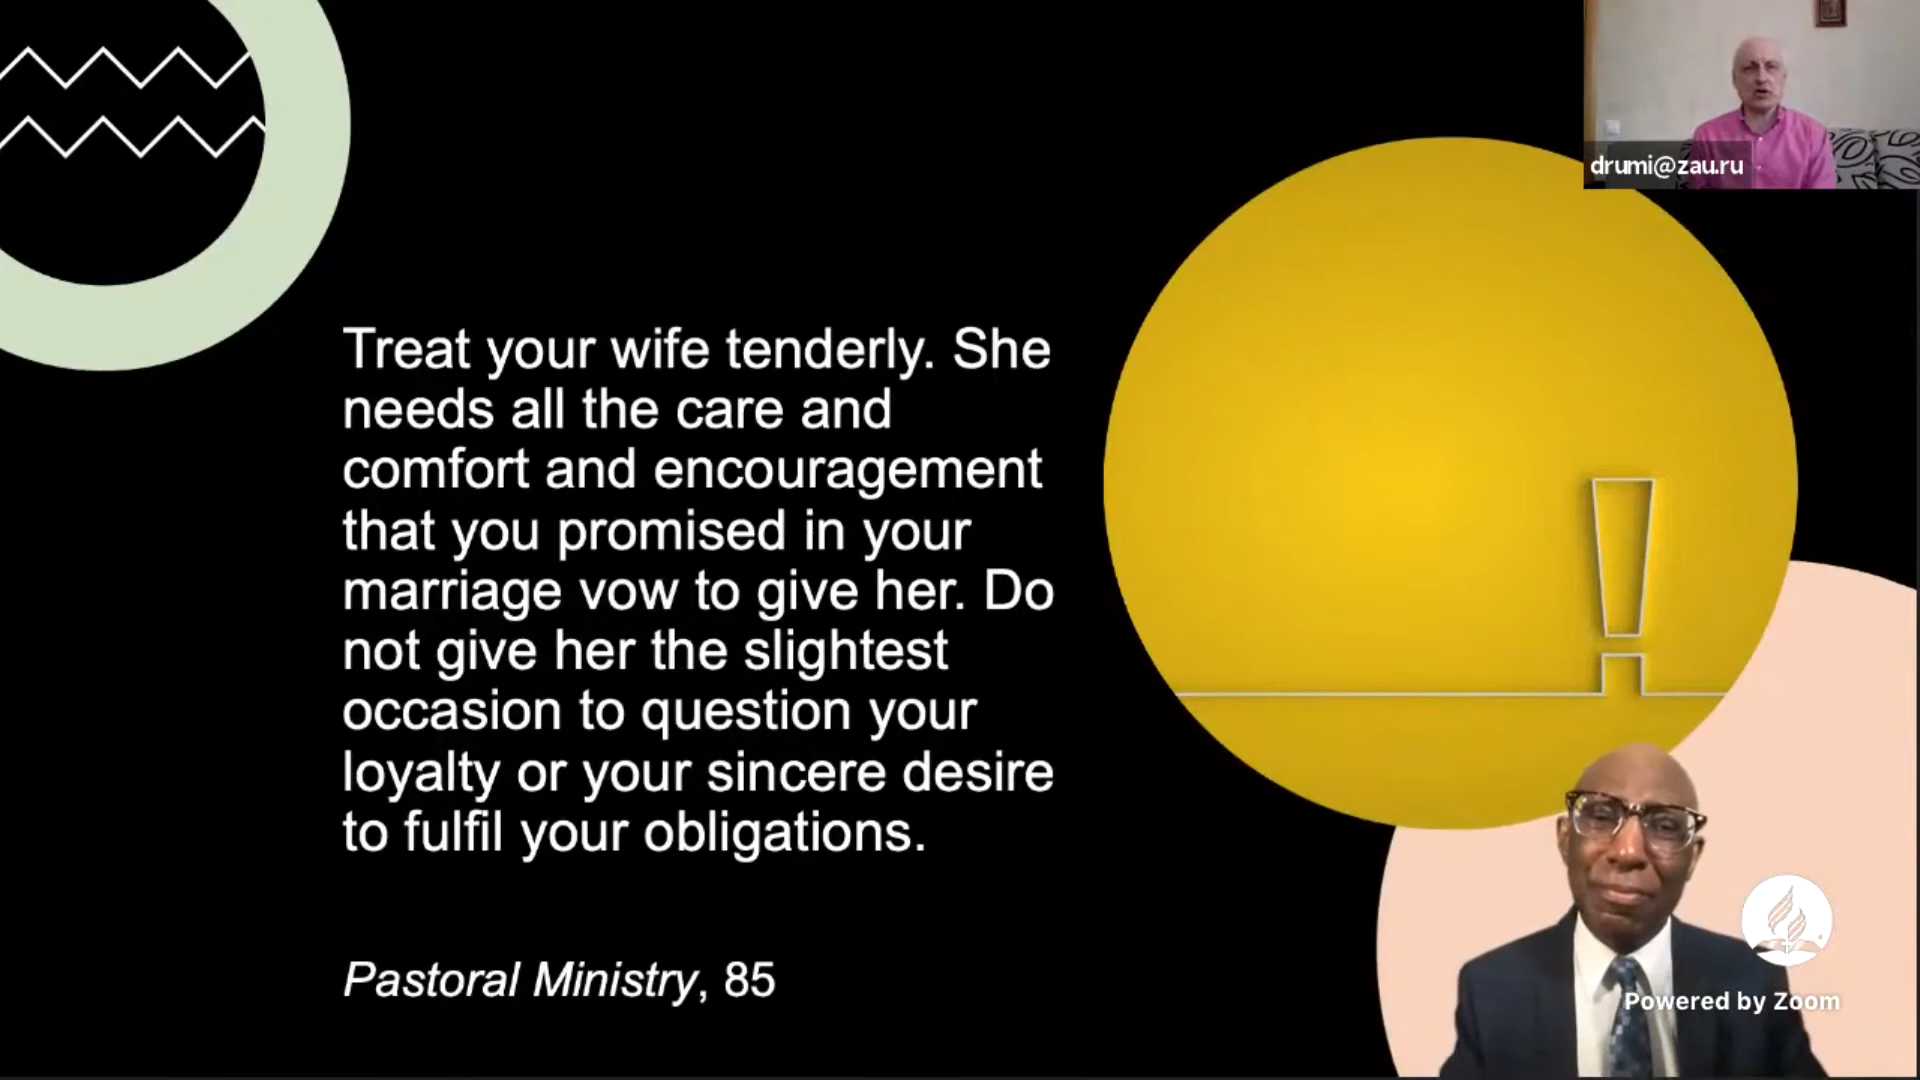 drumi@zau.ru
Treat your wife tenderly. She
needs all the care and
comfort and encouragement
that you promised in your
marriage vow to give her. Do
not give her the slightest
occasion to question your
loyalty or your sincere desire
to fulfil your obligations.
Pastoral Ministry, 85
!
Powered by Zoom